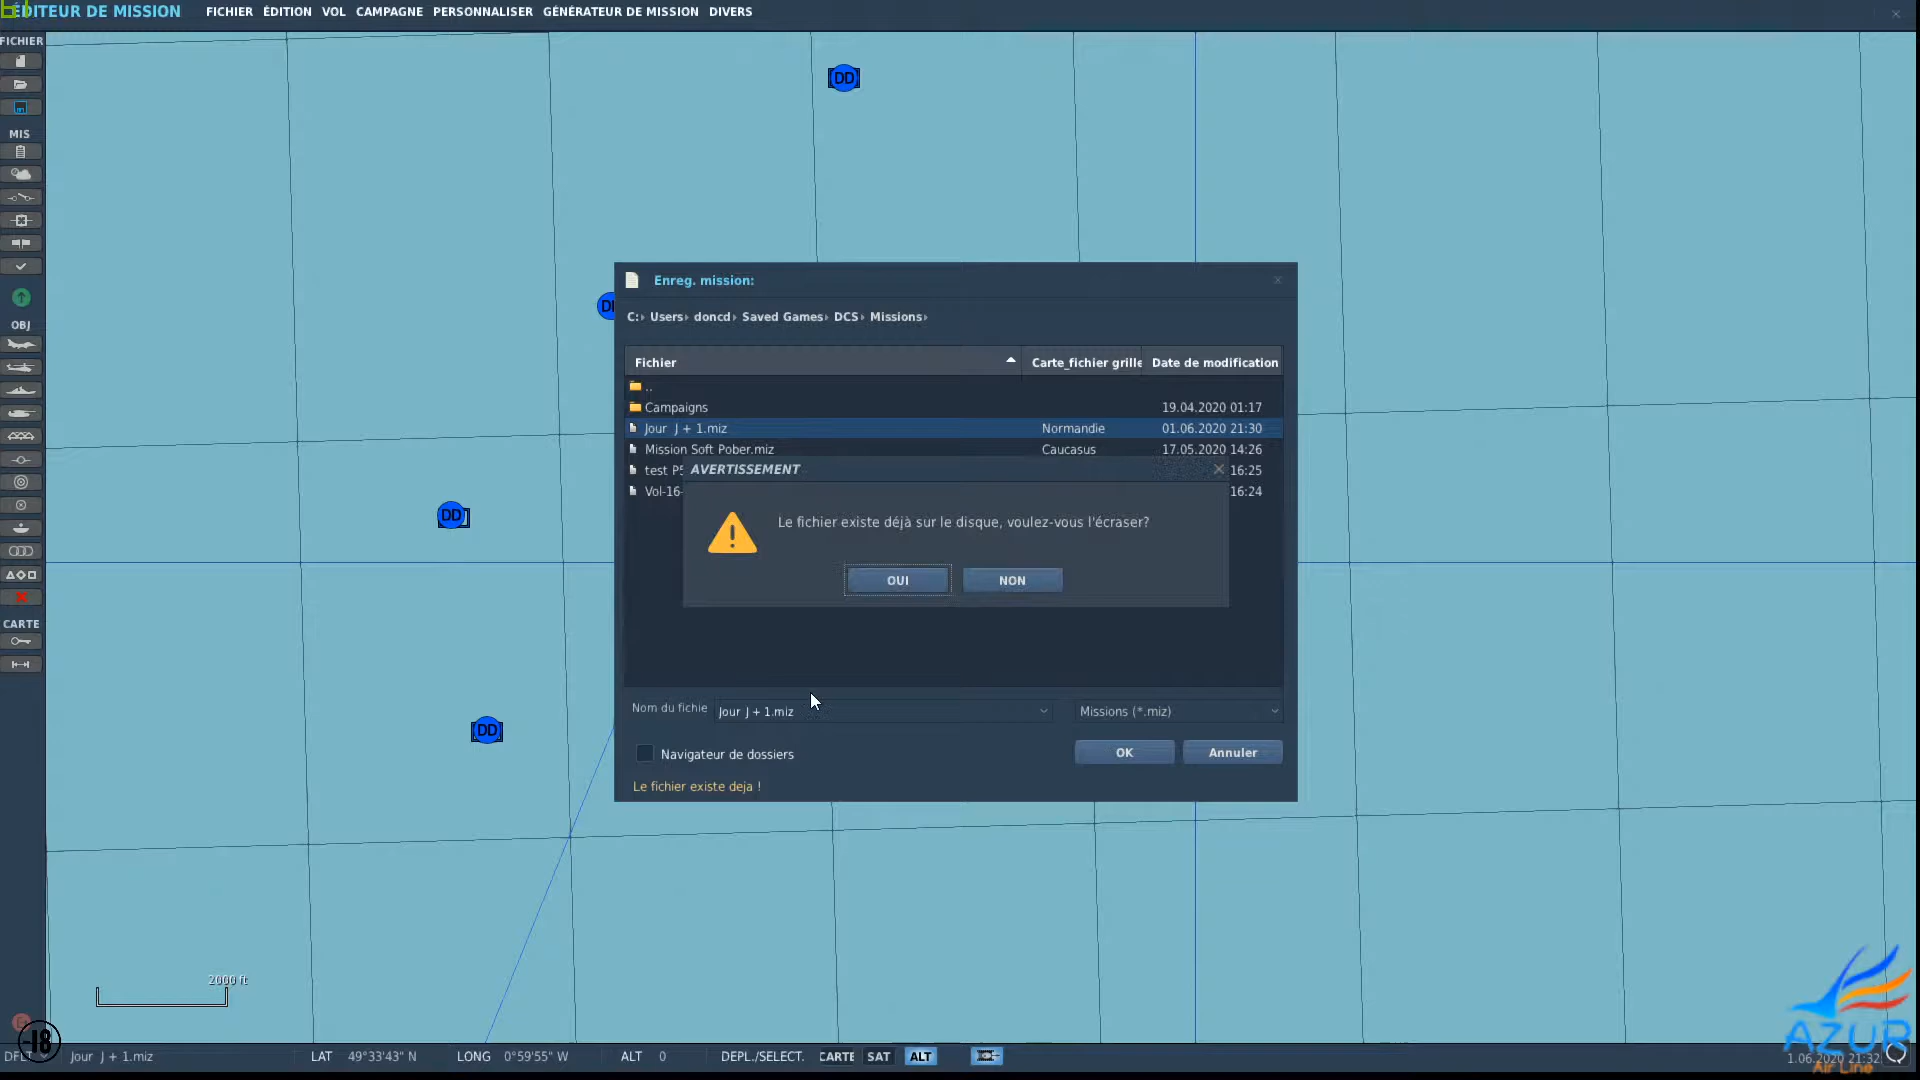 ÉDITEUR DE MISSION FICHIER ÉDITION VOL CAMPAGNE PERSONNALISER GÉNÉRATEUR DE MISSION DIVERS
FICHIER
MIS
OBJ
CARTE
DD
DD
DD
Enreg. mission:
C: Users doncd Saved Games DCS Missions
Fichier Carte_fichier grille Date de modification
..
Campaigns 19.04.2020 01:17
Jour J + 1.miz Normandie 01.06.2020 21:30
Mission Soft Pober.miz Caucasus 17.05.2020 14:26
test 16:25
Vol-16- 16:24
AVERTISSEMENT
Le fichier existe déjà sur le disque, voulez-vous l'écraser?
OUI NON
Nom du fichie Jour J + 1.miz Missions (*.miz)
Navigateur de dossiers OK Annuler
Le fichier existe deja !
2000 ft
-18
Jour J + 1.miz LAT 49°33'43" N LONG 0°59'55" W ALT 0 DEPL./SELECT. CARTE SAT ALT 1.06.2020 21:32
AZUR
Air Line